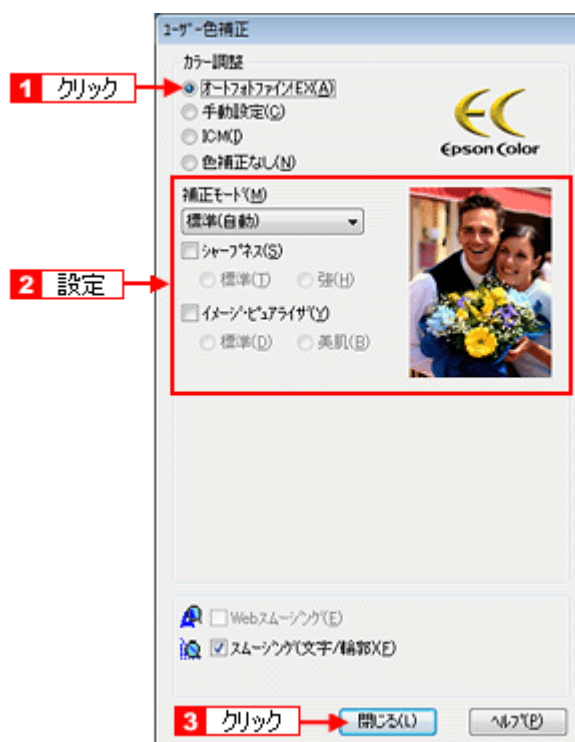 ユーザー色補正
カラー調整
1 クリック
オートフォトファイン!EX(A)
手動設定(C)
ICM(I)
色補正なし(N)
EC
Epson Color
補正モード(M)
標準(自動)
シャープネス(S)
標準(T) 強(H)
2 設定
イメージ・ピュアライザ(Y)
標準(D) 美肌(B)
Webスムージング(E)
スムージング(文字/輪郭)(F)
3 クリック
閉じる(L) ヘルプ(P)